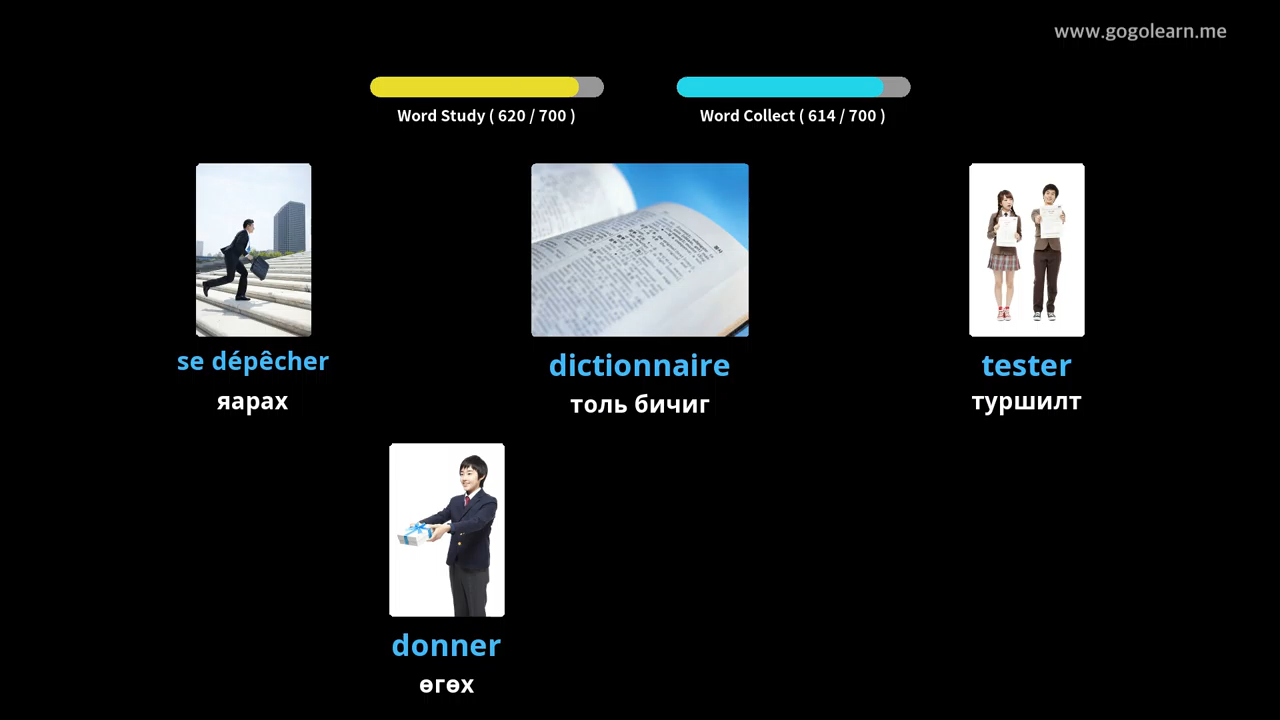 www.gogolearn.me
Word Study ( 620 / 700 )
Word Collect ( 614 / 700 )
se dépêcher
яарах
dictionnaire
толь бичиг
tester
туршилт
donner
өгөх